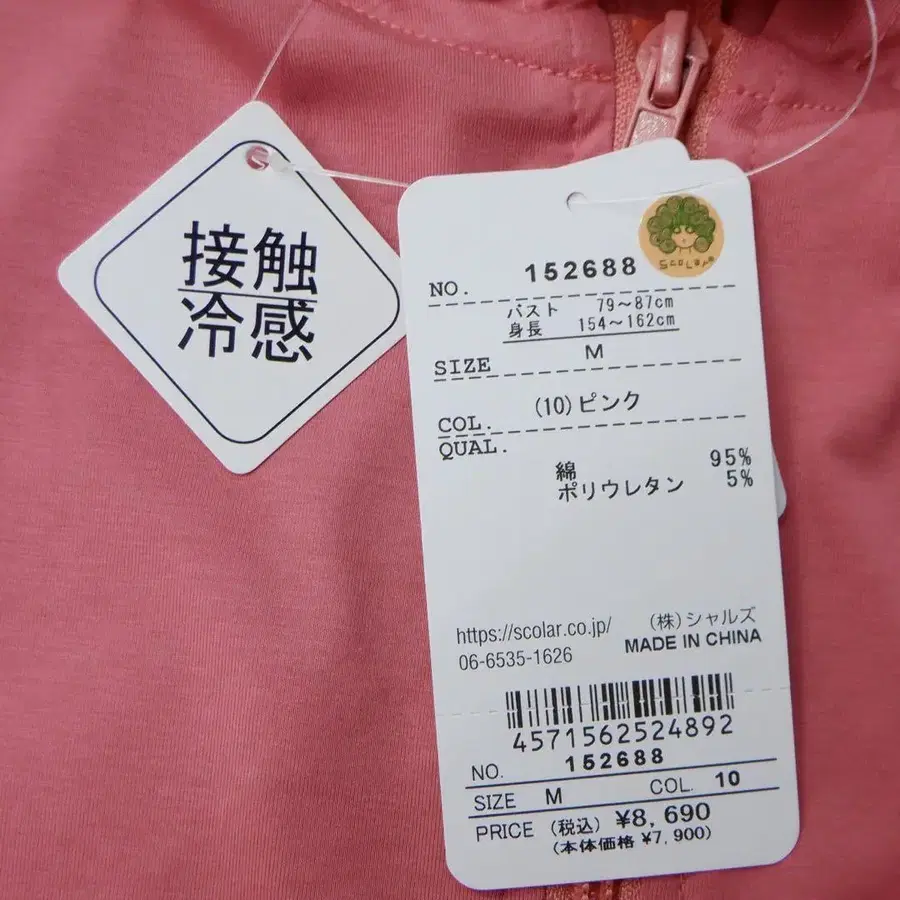 接触
冷感
scolar
NO. 152688
バスト 79～87cm
身長 154～162cm
SIZE M
COL. (10)ピンク
QUAL.
綿 95%
ポリウレタン 5%
https://scolar.co.jp/ (株)シャルズ
06-6535-1626 MADE IN CHINA
4571562524892
NO. 152688
SIZE M COL. 10
PRICE (税込) ¥8,690
(本体価格 ¥7,900)